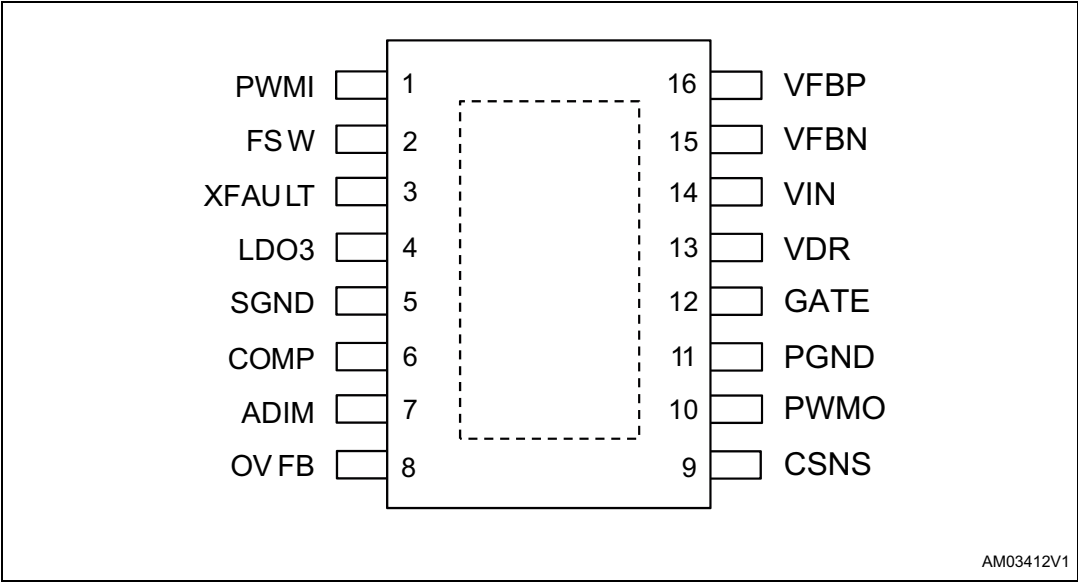 PWMI 1 16 VFBP
FSW 2 15 VFBN
XFAULT 3 14 VIN
LDO3 4 13 VDR
SGND 5 12 GATE
COMP 6 11 PGND
ADIM 7 10 PWMO
OVFB 8 9 CSNS
AM03412V1